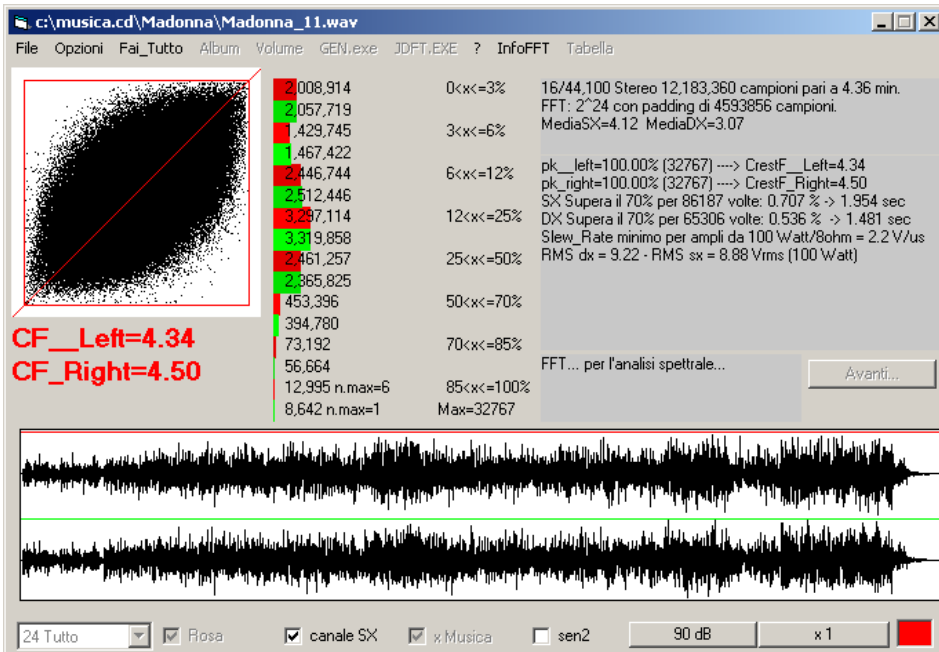 c:\musica.cd\Madonna\Madonna_11.wav
File Opzioni Fai_Tutto Album Volume GEN.exe JDFT.EXE ? InfoFFT Tabella
2,008,914 0<x<=3%
2,057,719
1,429,745 3<x<=6%
1,467,422
2,446,744 6<x<=12%
2,512,446
3,297,114 12<x<=25%
3,319,858
2,461,257 25<x<=50%
2,365,825
453,396 50<x<=70%
394,780
73,192 70<x<=85%
56,664
12,995 n.max=6 85<x<=100%
8,642 n.max=1 Max=32767
16/44,100 Stereo 12,183,360 campioni pari a 4.36 min.
FFT: 2^24 con padding di 4593856 campioni.
MediaSX=4.12 MediaDX=3.07
pk__left=100.00% (32767) ----> CrestF__Left=4.34
pk_right=100.00% (32767) ----> CrestF_Right=4.50
SX Supera il 70% per 86187 volte: 0.707 % -> 1.954 sec
DX Supera il 70% per 65306 volte: 0.536 % -> 1.481 sec
Slew_Rate minimo per ampli da 100 Watt/8ohm = 2.2 V/us
RMS dx = 9.22 - RMS sx = 8.88 Vrms (100 Watt)
CF__Left=4.34
CF_Right=4.50
FFT... per l'analisi spettrale...
Avanti...
24 Tutto Rosa canale SX x Musica sen2 90 dB x 1